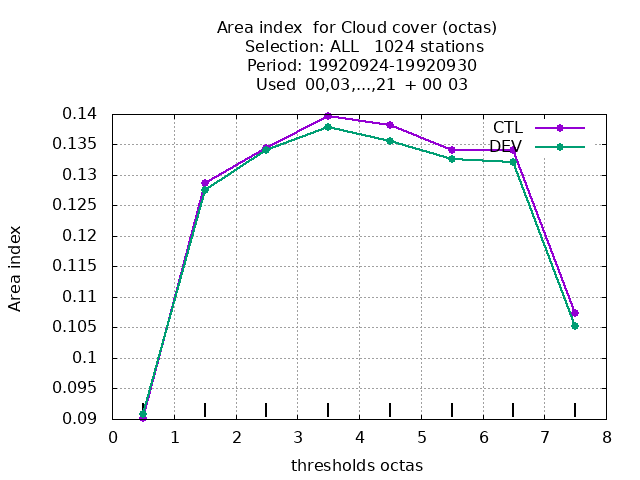 Area index  for Cloud cover (octas)
Selection: ALL   1024 stations
Period: 19920924-19920930
Used  00,03,...,21  + 00 03
CTL
DEV
Area index
0.14
0.135
0.13
0.125
0.12
0.115
0.11
0.105
0.1
0.095
0.09
0 1 2 3 4 5 6 7 8
thresholds octas